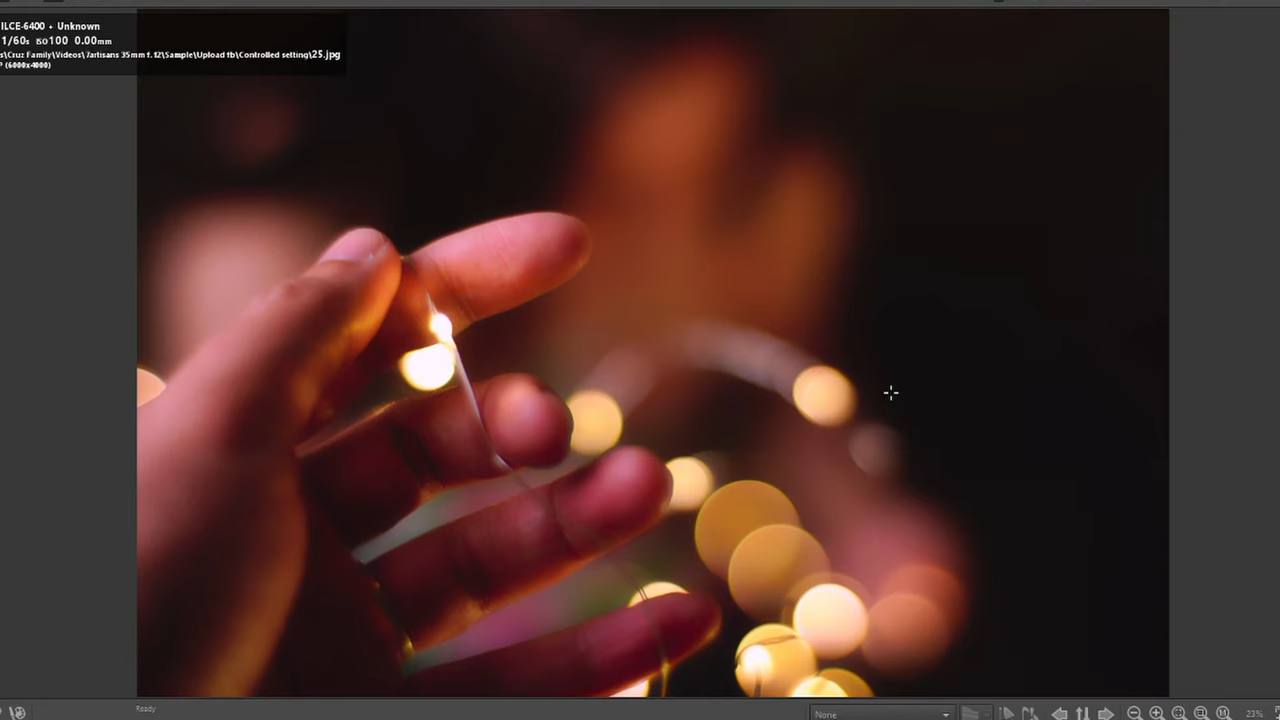 ILCE-6400 + Unknown
1/60s ISO100 0.00mm
s\Cruz Family\Videos\7artisans 35mm f.12\Sample\Upload fb\Controlled setting\25.jpg
(6000x4000)
Ready
None
23%